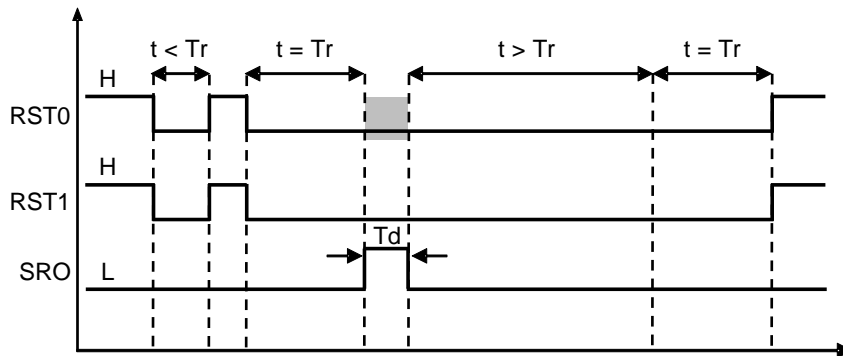 t < Tr t = Tr t > Tr t = Tr
H
RST0
H
RST1
Td
SRO L